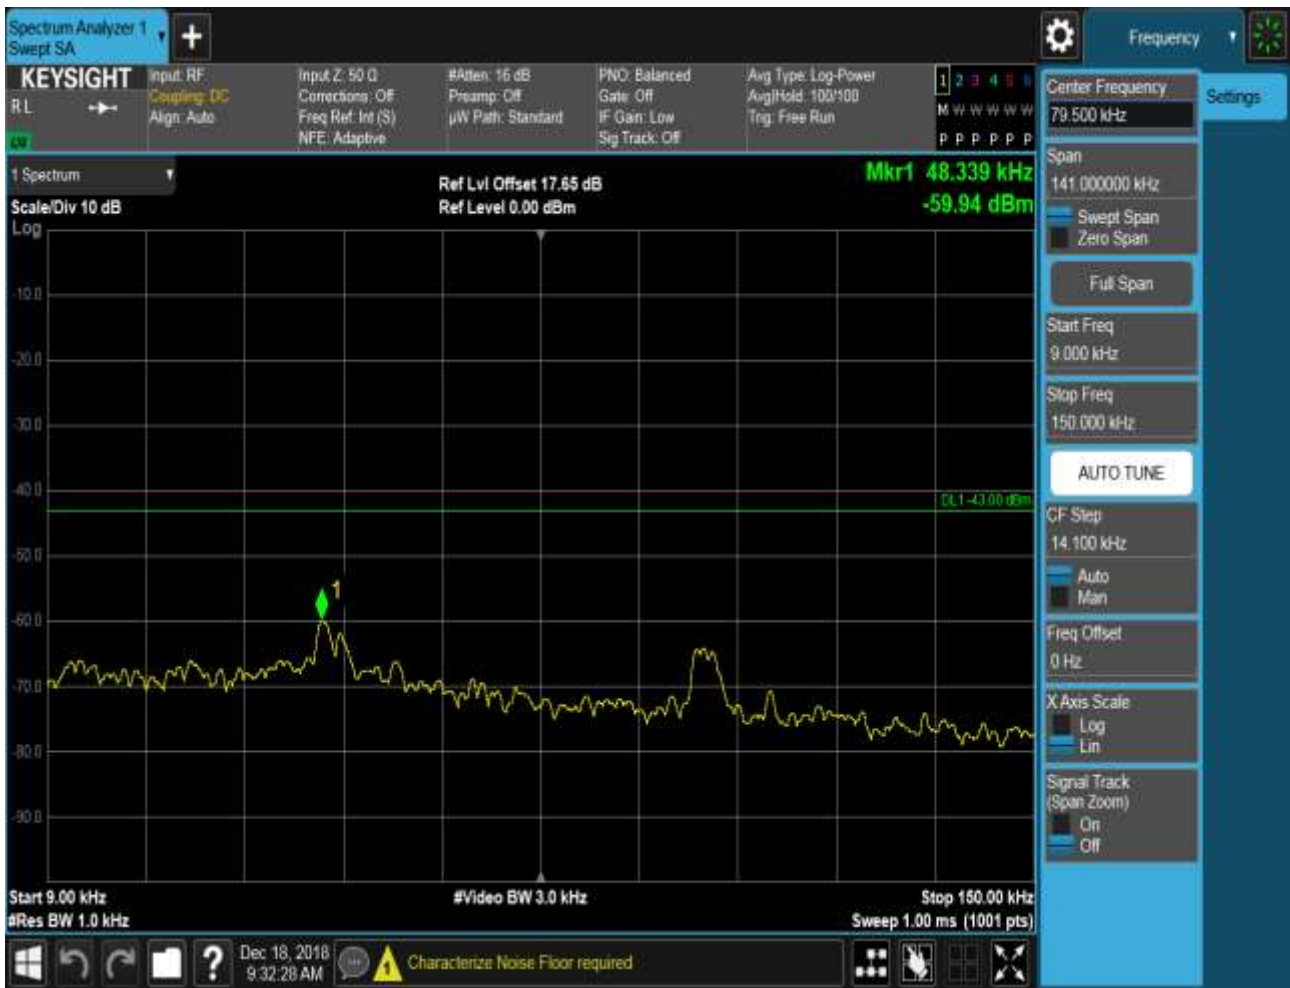 Spectrum Analyzer 1
Swept SA
Frequency
KEYSIGHT
R L
Input: RF
Coupling: DC
Align: Auto
Input Z: 50 Ω
Corrections: Off
Freq Ref: Int (S)
NFE: Adaptive
#Atten: 16 dB
Preamp: Off
µW Path: Standard
PNO: Balanced
Gate: Off
IF Gain: Low
Sig Track: Off
Avg Type: Log-Power
Avg|Hold: 100/100
Trig: Free Run
1 2 3 4 5 6
M W W W W W
P P P P P P
1 Spectrum
Scale/Div 10 dB
Log
Ref Lvl Offset 17.65 dB
Ref Level 0.00 dBm
Mkr1 48.339 kHz
-59.94 dBm
-10.0
-20.0
-30.0
-40.0
DL1 -43.00 dBm
-50.0
1
-60.0
-70.0
-80.0
-90.0
Start 9.00 kHz
#Res BW 1.0 kHz
#Video BW 3.0 kHz
Stop 150.00 kHz
Sweep 1.00 ms (1001 pts)
Center Frequency
79.500 kHz
Settings
Span
141.000000 kHz
Swept Span
Zero Span
Full Span
Start Freq
9.000 kHz
Stop Freq
150.000 kHz
AUTO TUNE
CF Step
14.100 kHz
Auto
Man
Freq Offset
0 Hz
X Axis Scale
Log
Lin
Signal Track
(Span Zoom)
On
Off
?
Dec 18, 2018
9:32:28 AM
1
Characterize Noise Floor required